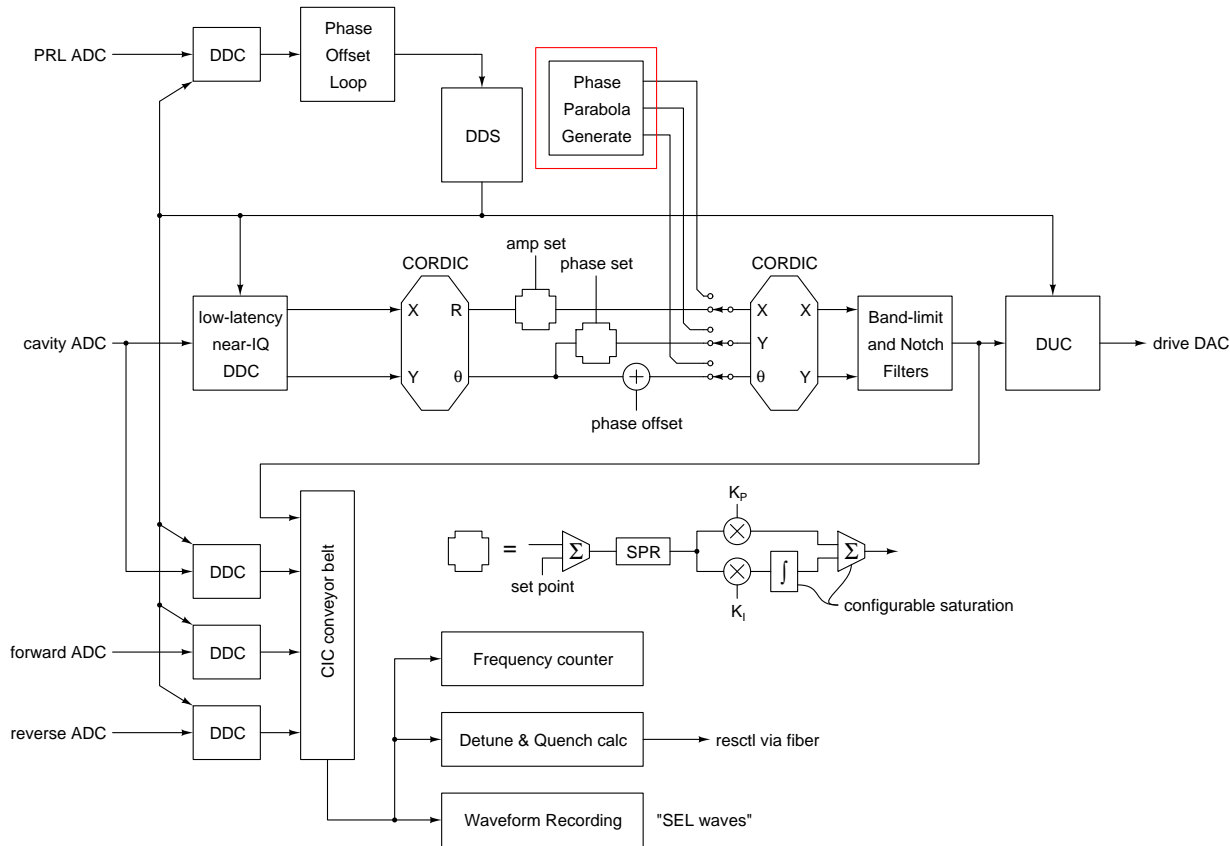 PRL ADC
DDC
Phase
Offset
Loop
DDS
Phase
Parabola
Generate
amp set
phase set
CORDIC
CORDIC
cavity ADC
low-latency
near-IQ
DDC
X
R
Y
θ
phase offset
X
Y
θ
X
Y
Band-limit
and Notch
Filters
DUC
drive DAC
DDC
forward ADC
DDC
reverse ADC
DDC
CIC conveyor belt
=
Σ
set point
SPR
K_P
K_I
∫
Σ
configurable saturation
Frequency counter
Detune & Quench calc
resctl via fiber
Waveform Recording
"SEL waves"